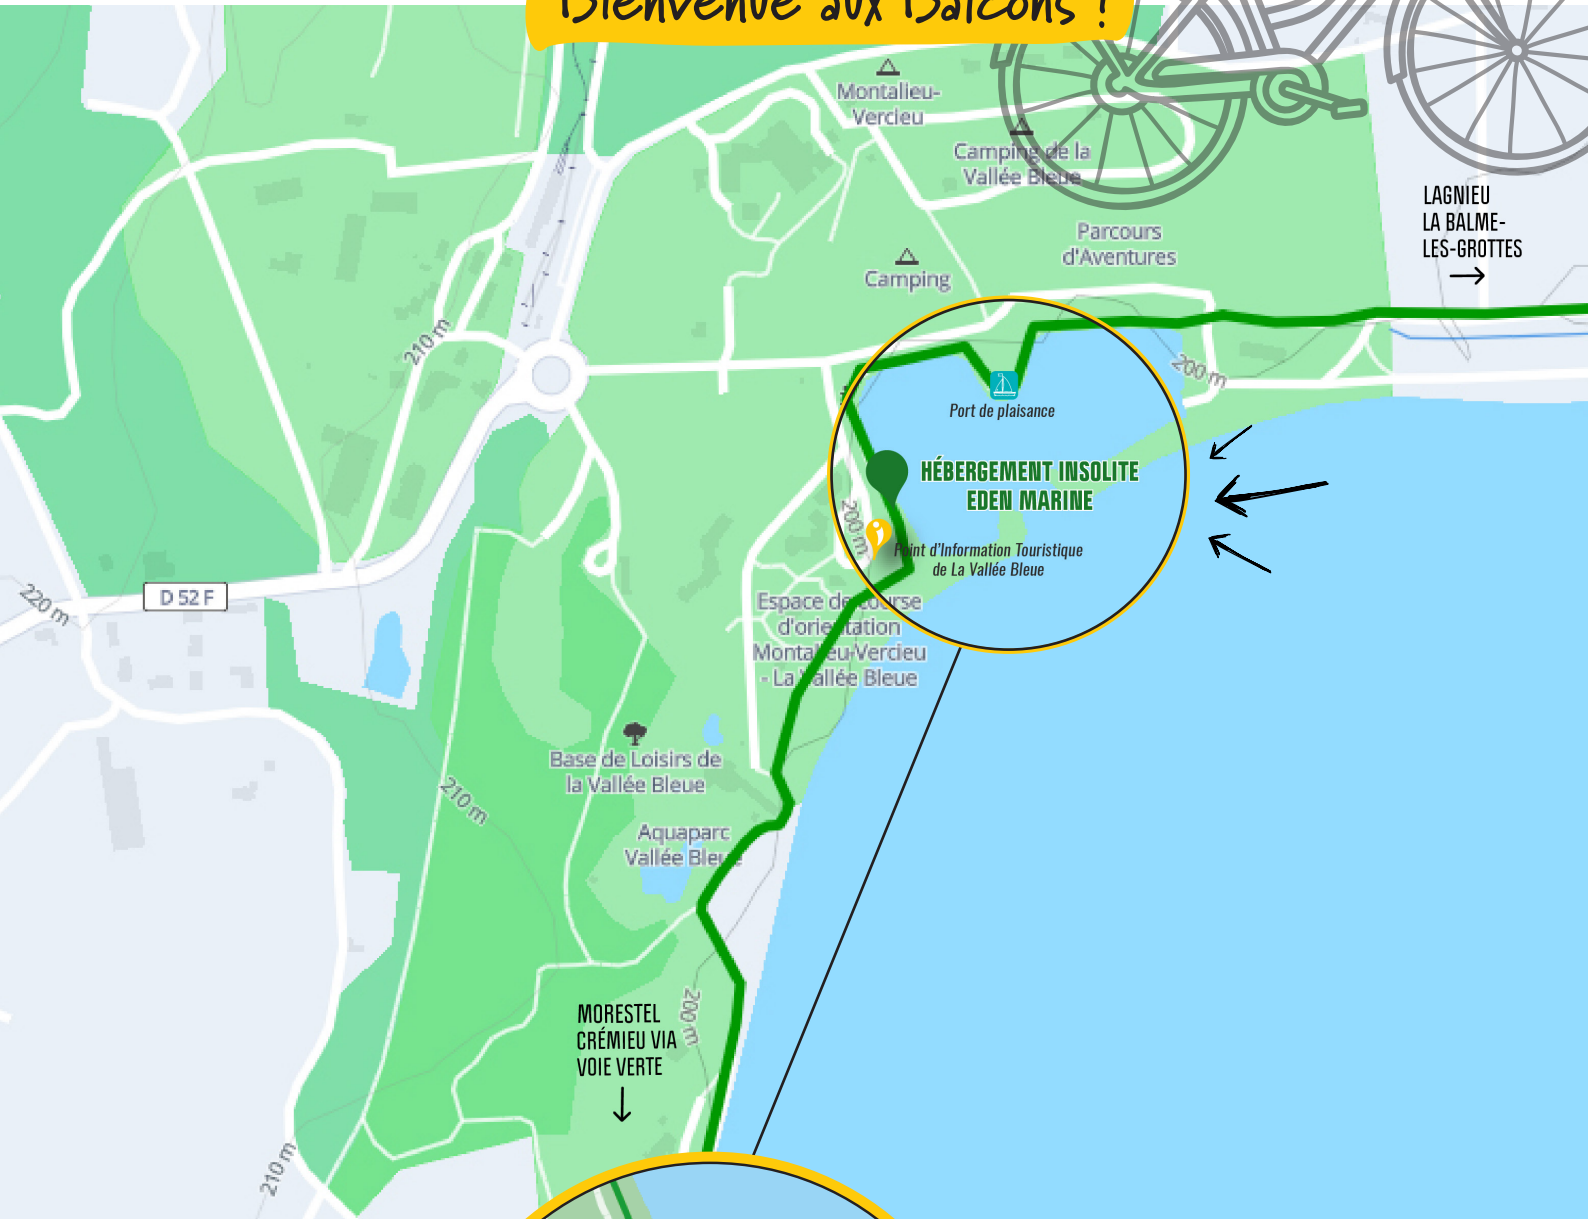 Bienvenue aux Balcons !
Montalieu-
Vercieu
Camping de la
Vallée Bleue
LAGNIEU
LA BALME-
LES-GROTTES
Parcours
d'Aventures
Camping
210 m
200 m
Port de plaisance
HÉBERGEMENT INSOLITE
EDEN MARINE
200 m
Point d'Information Touristique
de La Vallée Bleue
D 52 F
220 m
Espace de course
d'orientation
Montalieu-Vercieu
- La Vallée Bleue
Base de Loisirs de
la Vallée Bleue
210 m
Aquaparc
Vallée Bleue
MORESTEL
CRÉMIEU VIA
VOIE VERTE
200 m
210 m